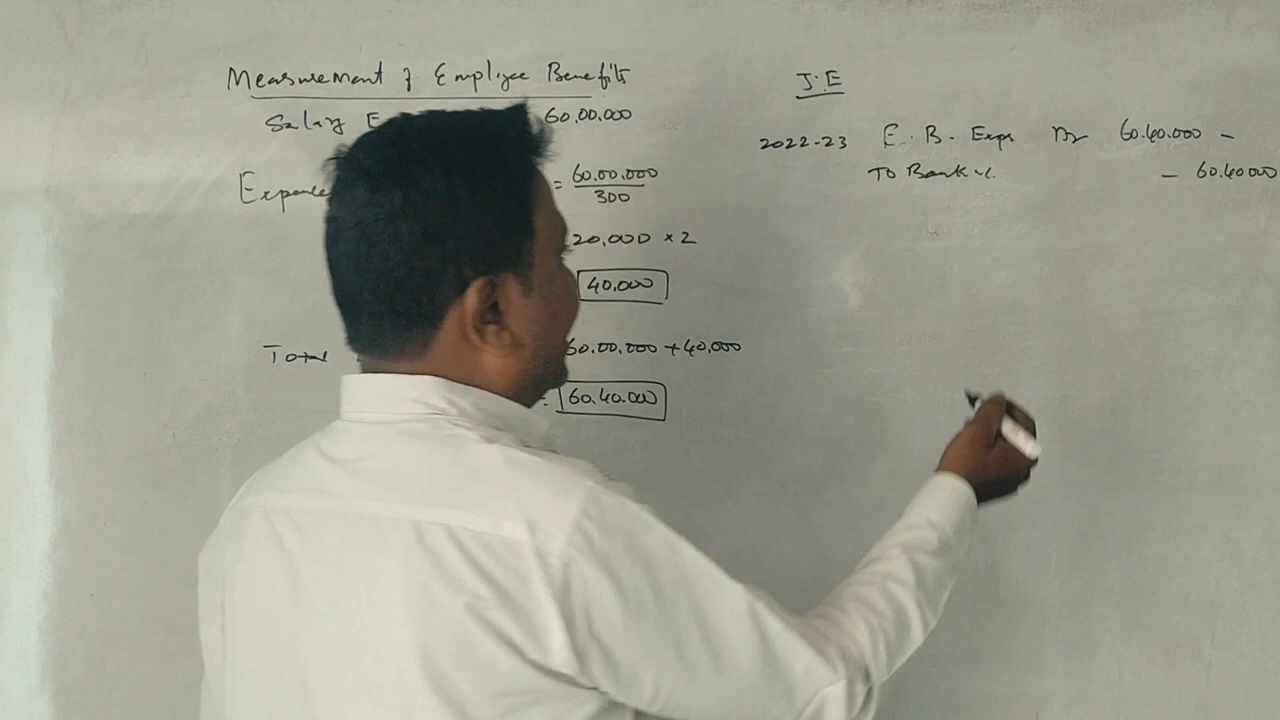 Measurement of Employee Benefits
Salary E 60,00,000
Expense = 60,00,000
300
20,000 × 2
40,000
Total 60,00,000 + 40,000
= 60,40,000
J.E
2022-23 E. B. Exps Dr 60,40,000 -
To Bank a/c. - 60,40,000